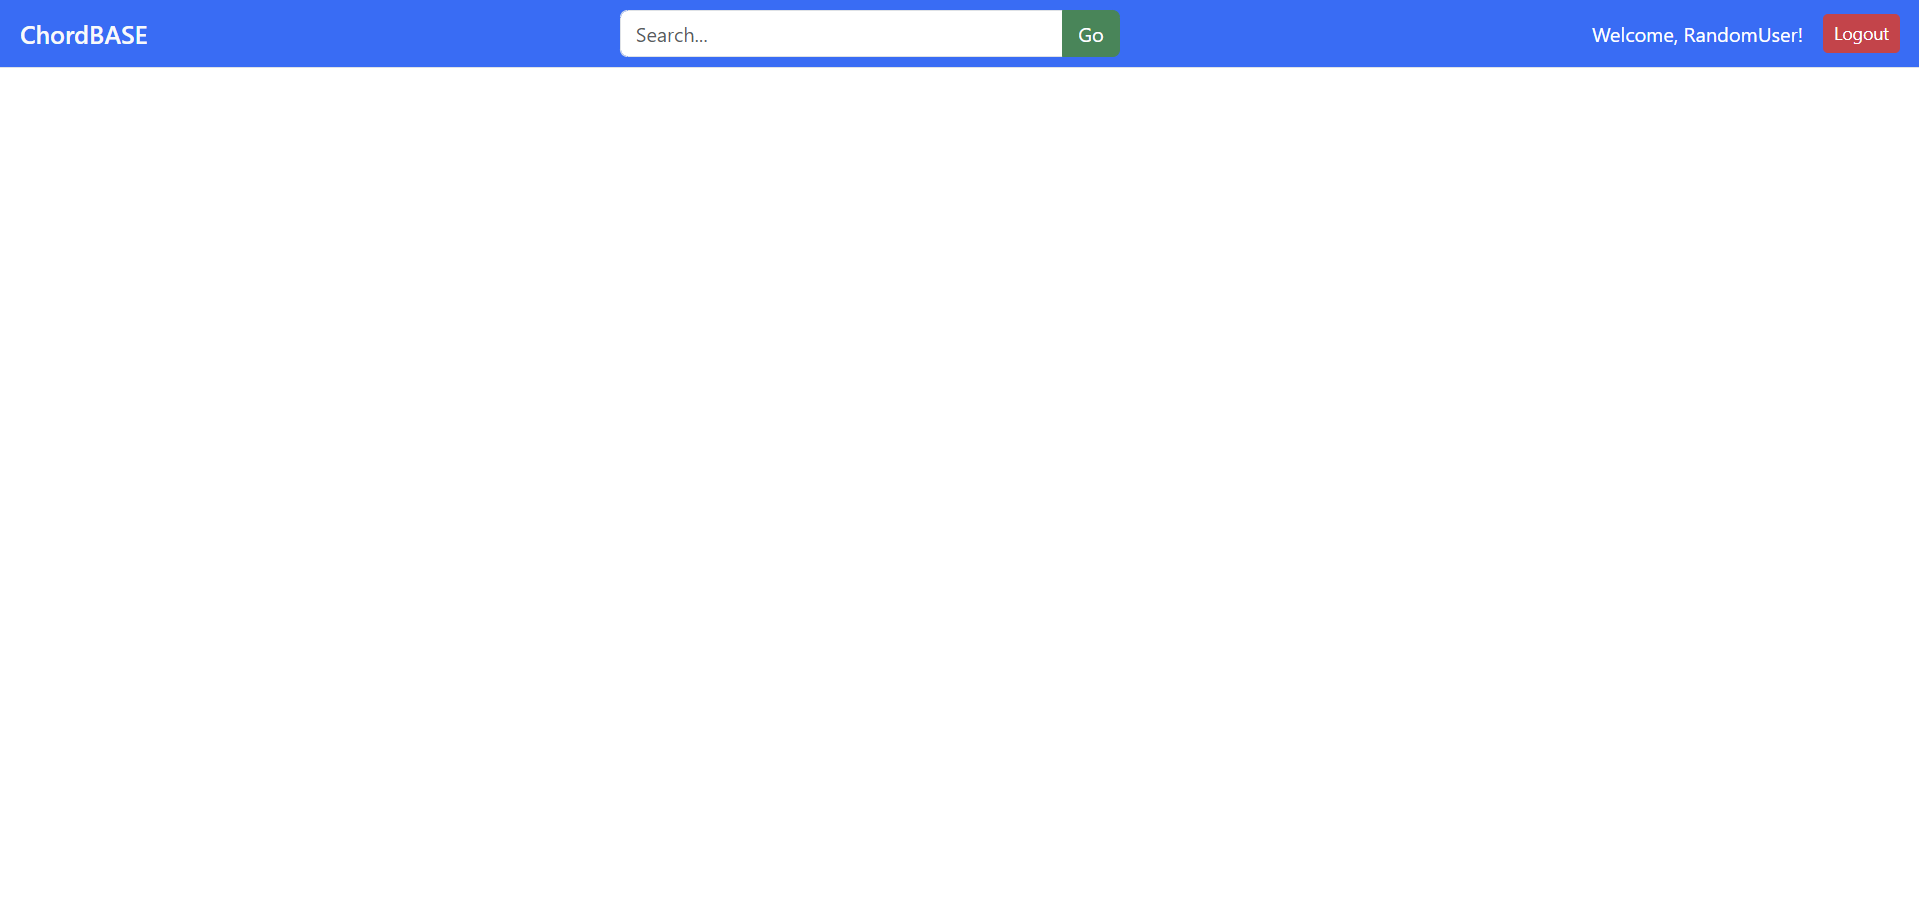 ChordBASE
Search...
Go
Welcome, RandomUser!
Logout